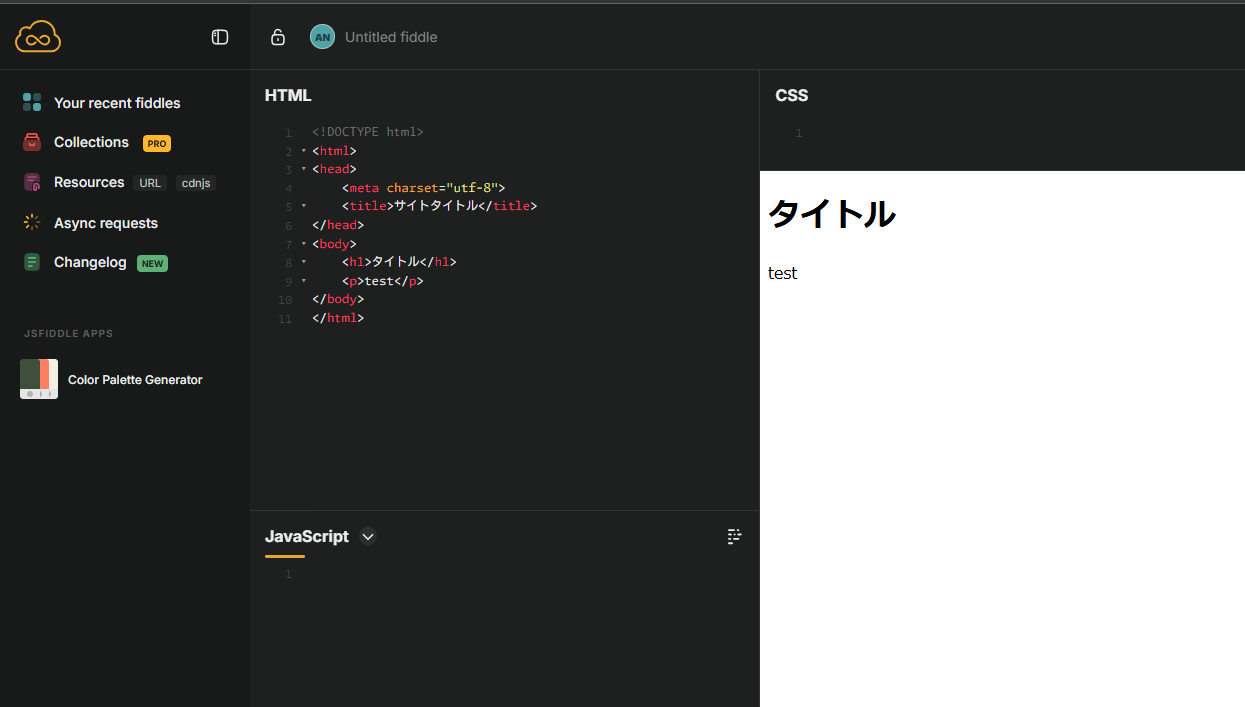 AN Untitled fiddle
Your recent fiddles
Collections PRO
Resources URL cdnjs
Async requests
Changelog NEW
JSFIDDLE APPS
Color Palette Generator
HTML
1 <!DOCTYPE html>
2 <html>
3 <head>
4 <meta charset="utf-8">
5 <title>サイトタイトル</title>
6 </head>
7 <body>
8 <h1>タイトル</h1>
9 <p>test</p>
10 </body>
11 </html>
JavaScript
1
CSS
1
タイトル
test